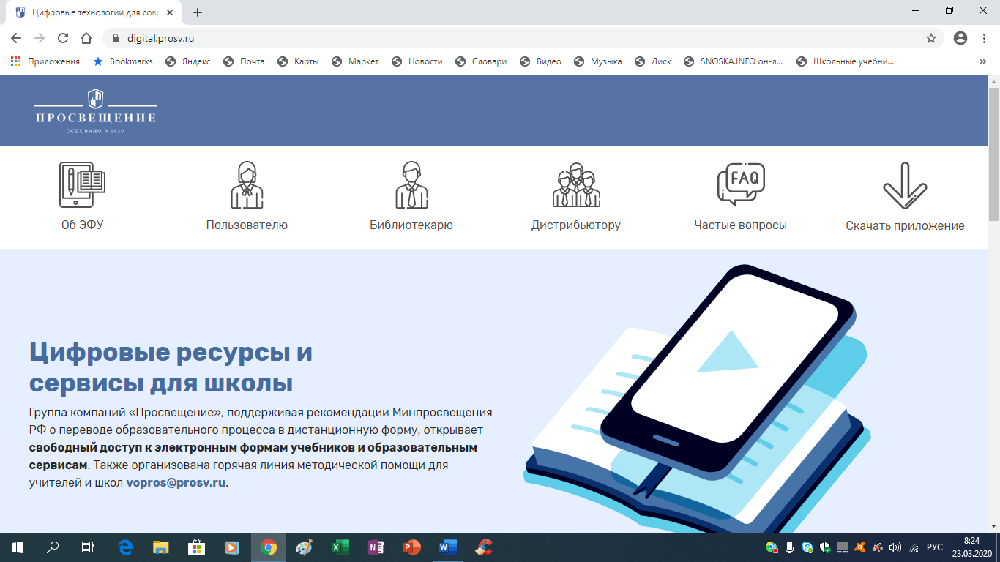 Цифровые технологии для совр
digital.prosv.ru
Приложения Bookmarks Яндекс Почта Карты Маркет Новости Словари Видео Музыка Диск SNOSKA.INFO он-л... Школьные учебни... »
ПРОСВЕЩЕНИЕ
ОСНОВАНО В 1930
FAQ
Об ЭФУ Пользователю Библиотекарю Дистрибьютору Частые вопросы Скачать приложение
Цифровые ресурсы и
сервисы для школы
Группа компаний «Просвещение», поддерживая рекомендации Минпросвещения
РФ о переводе образовательного процесса в дистанционную форму, открывает
свободный доступ к электронным формам учебников и образовательным
сервисам. Также организована горячая линия методической помощи для
учителей и школ vopros@prosv.ru.
РУС
8:24
23.03.2020